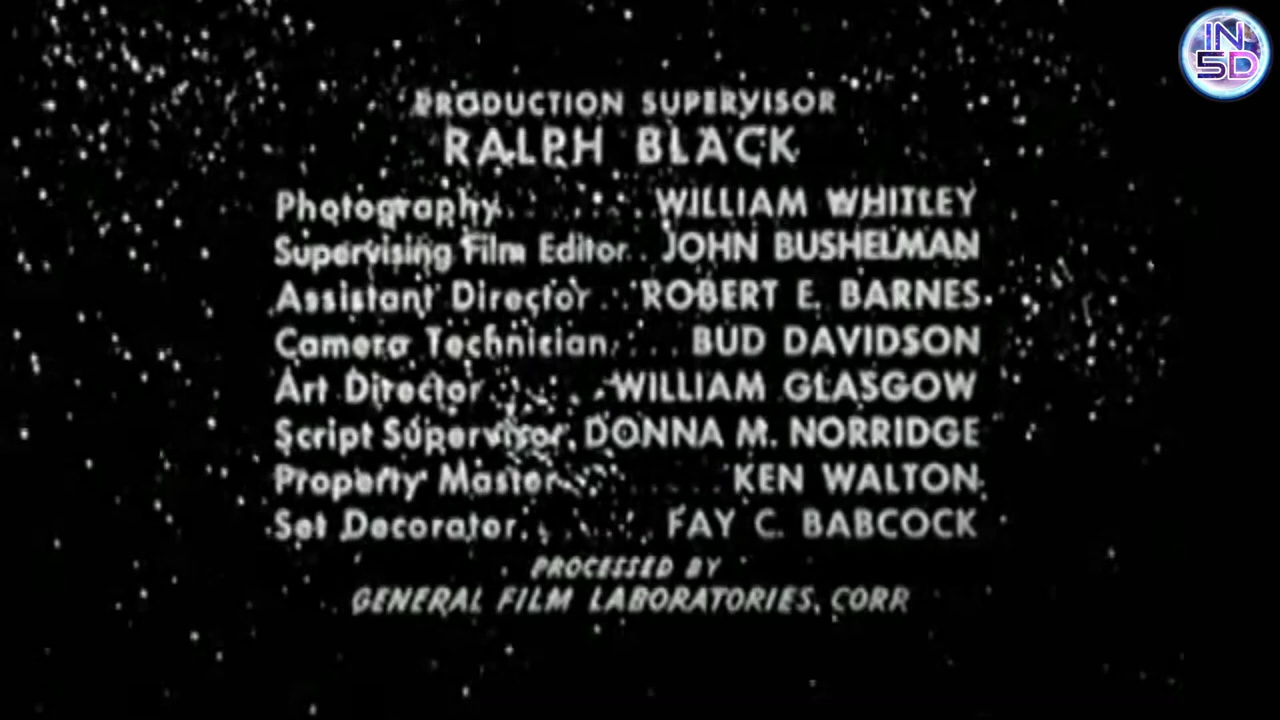 IN
5D
PRODUCTION SUPERVISOR
RALPH BLACK
Photography . . . . . . . WILLIAM WHITLEY
Supervising Film Editor . . JOHN BUSHELMAN
Assistant Director . . . ROBERT E. BARNES
Camera Technician . . . . BUD DAVIDSON
Art Director . . . . . . WILLIAM GLASGOW
Script Supervisor . DONNA M. NORRIDGE
Property Master . . . . . . . . KEN WALTON
Set Decorator . . . . . . FAY C. BABCOCK
PROCESSED BY
GENERAL FILM LABORATORIES, CORP